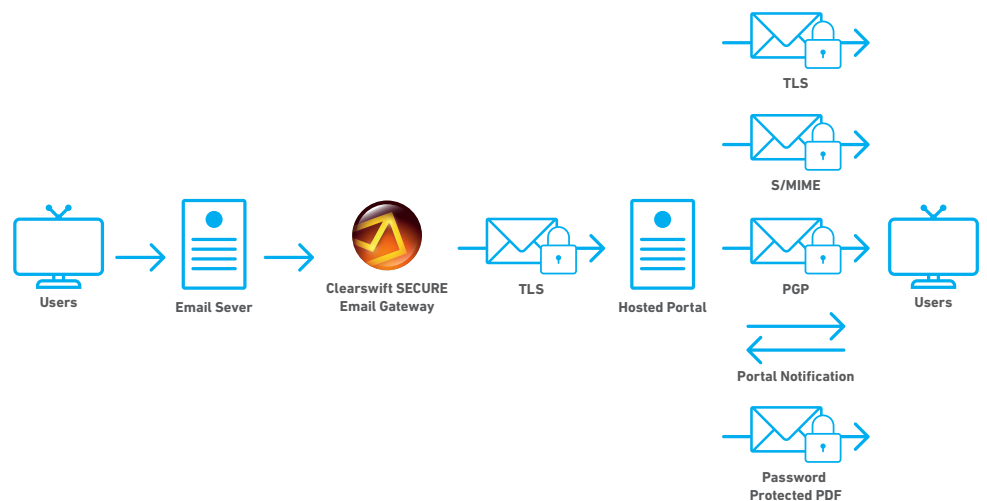 TLS
S/MIME
Users
Email Sever
Clearswift SECURE
Email Gateway
TLS
Hosted Portal
PGP
Users
Portal Notification
Password
Protected PDF